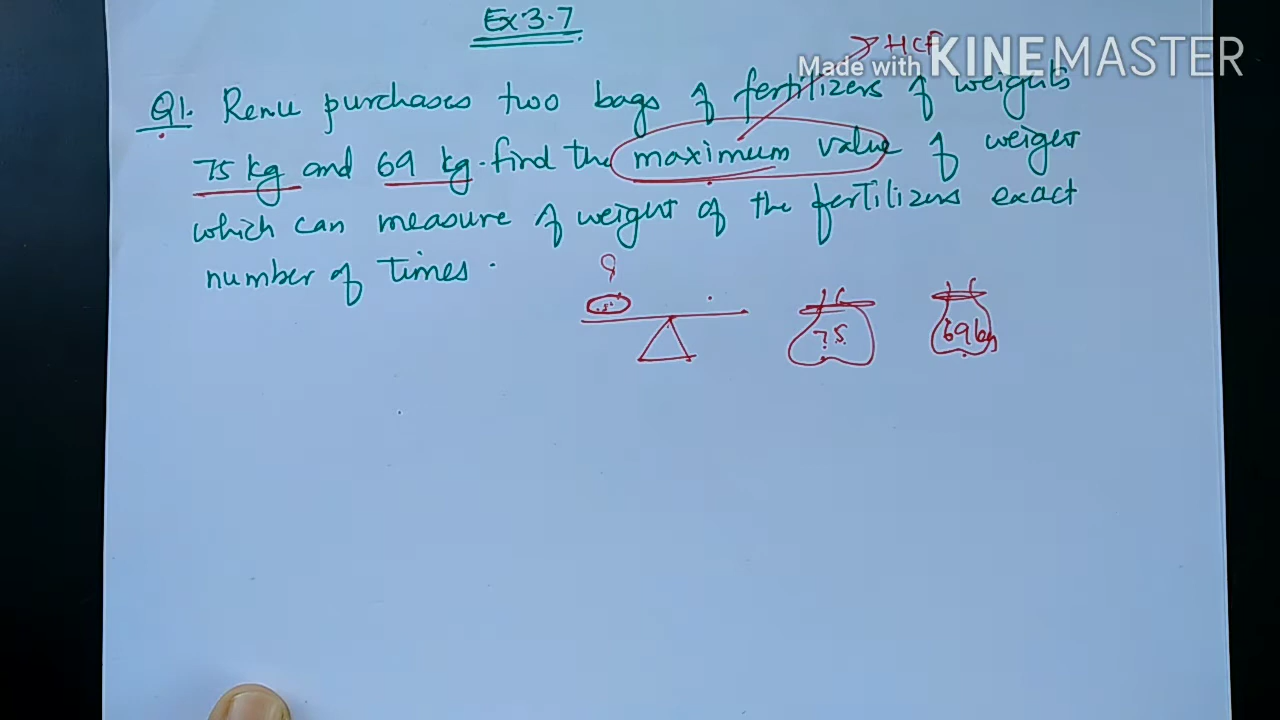 Ex 3.7
HCF
Made with KINEMASTER
Q1. Renu purchases two bags of fertilizers of weights
75 kg and 69 kg. find the maximum value of weight
which can measure of weight of the fertilizers exact
number of times.
75
69 kg